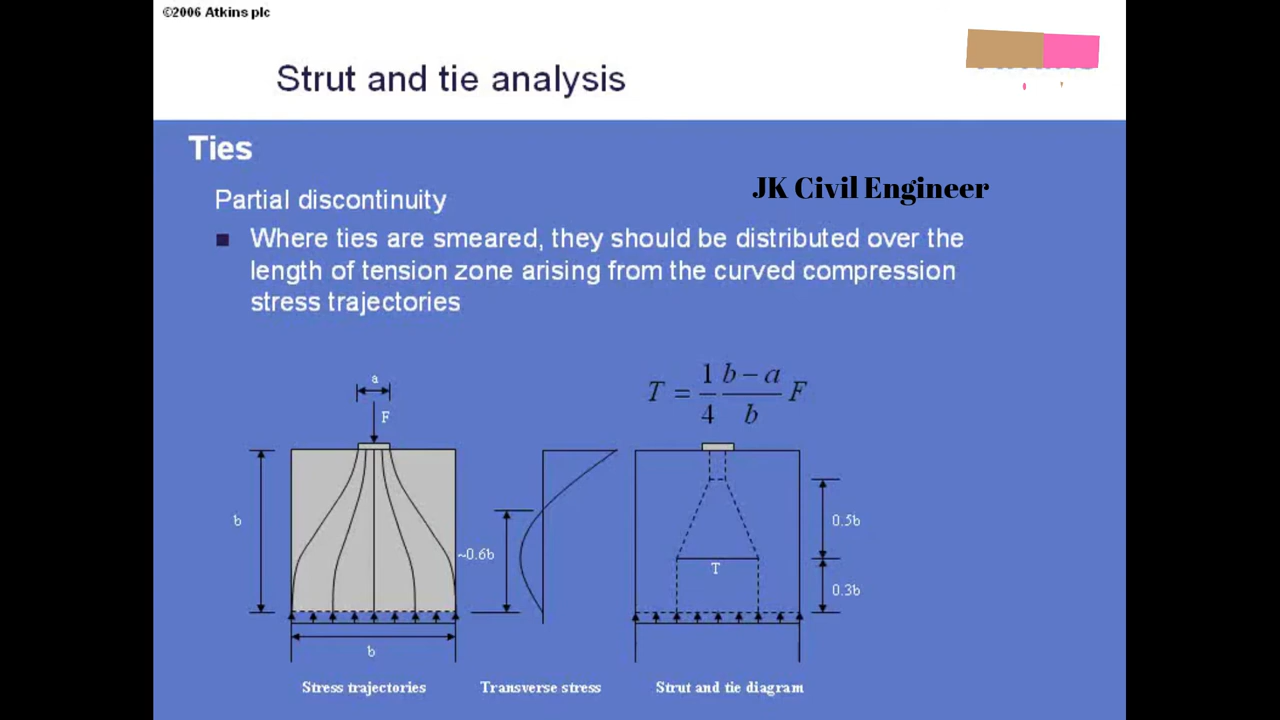 ©2006 Atkins plc
Strut and tie analysis
Ties
JK Civil Engineer
Partial discontinuity
Where ties are smeared, they should be distributed over the
length of tension zone arising from the curved compression
stress trajectories
T = 1/4 (b – a)/b F
a
F
b
~0.6b
0.5b
T
0.3b
b
Stress trajectories
Transverse stress
Strut and tie diagram